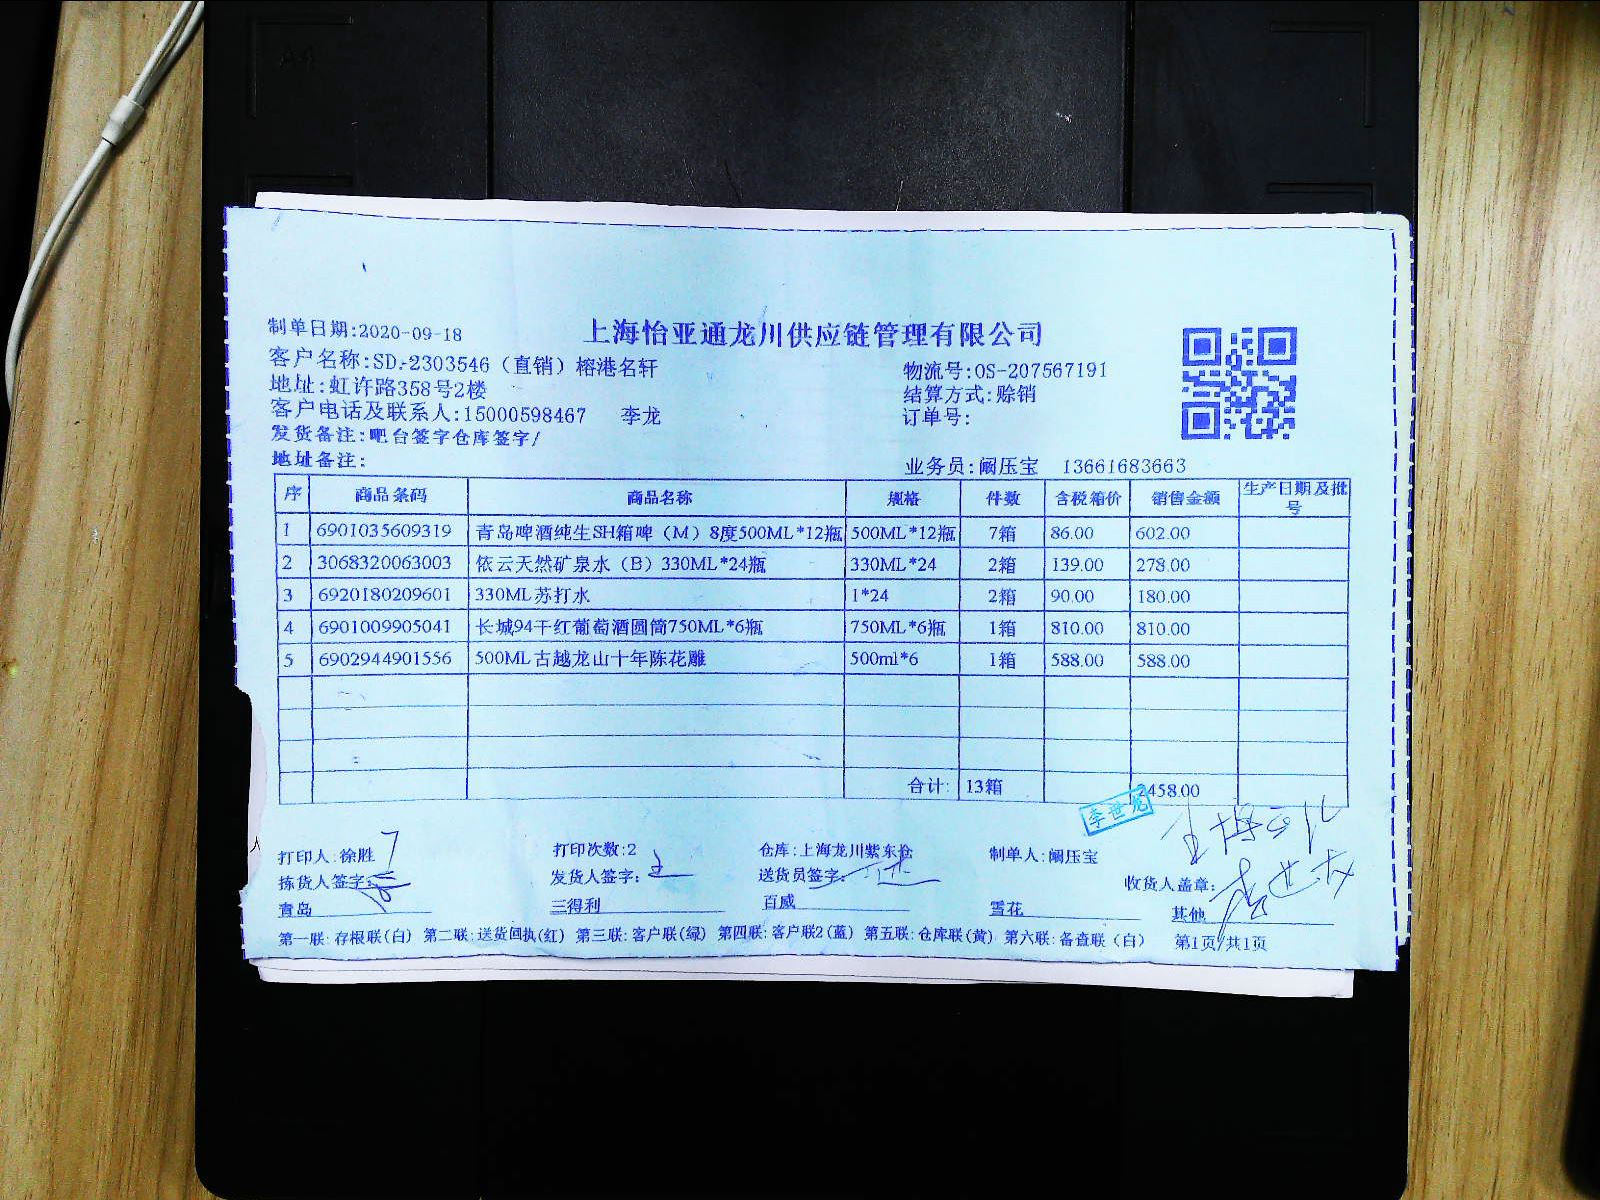 上海怡亚通龙川供应链管理有限公司
制单日期:2020-09-18
客户名称:SD.-2303546（直销）榕港名轩
物流号:OS-207567191
地址:虹许路358号2楼
结算方式:赊销
客户电话及联系人:15000598467 李龙
订单号:
发货备注:吧台签字仓库签字/
地址备注:
业务员:阚压宝 13661683663
序 商品条码 商品名称 规格 件数 含税箱价 销售金额 生产日期及批号
1 6901035609319 青岛啤酒纯生SH箱啤（M）8度500ML*12瓶 500ML*12瓶 7箱 86.00 602.00
2 3068320063003 依云天然矿泉水（B）330ML*24瓶 330ML*24 2箱 139.00 278.00
3 6920180209601 330ML苏打水 1*24 2箱 90.00 180.00
4 6901009905041 长城94干红葡萄酒圆筒750ML*6瓶 750ML*6瓶 1箱 810.00 810.00
5 6902944901556 500ML古越龙山十年陈花雕 500ml*6 1箱 588.00 588.00
合计: 13箱 2458.00
李世龙
打印人:徐胜 打印次数:2 仓库:上海龙川紫东仓 制单人:阚压宝
拣货人签字: 发货人签字: 送货员签字: 收货人盖章:
青岛 三得利 百威 雪花 其他
第一联:存根联(白) 第二联:送货回执(红) 第三联:客户联(绿) 第四联:客户联2(蓝) 第五联:仓库联(黄) 第六联:备查联（白） 第1页/共1页